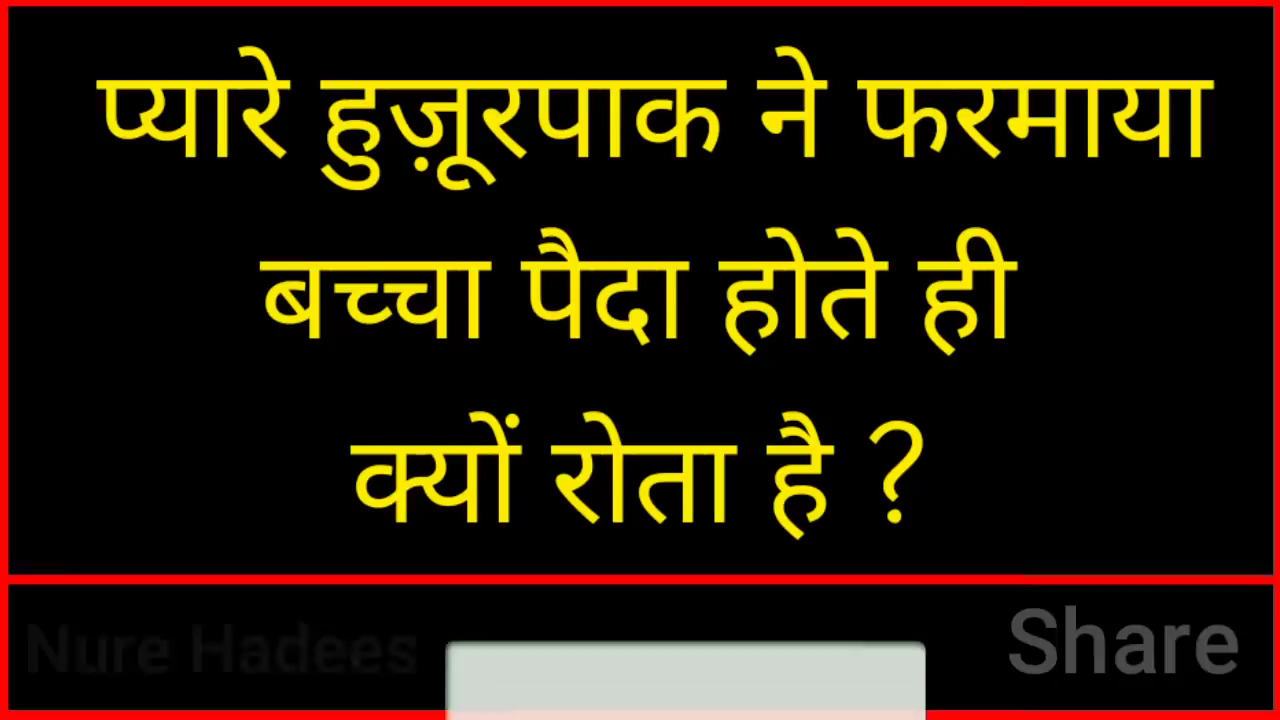 प्यारे हुज़ूरपाक ने फरमाया
बच्चा पैदा होते ही
क्यों रोता है ?
Nure Hadees
Share